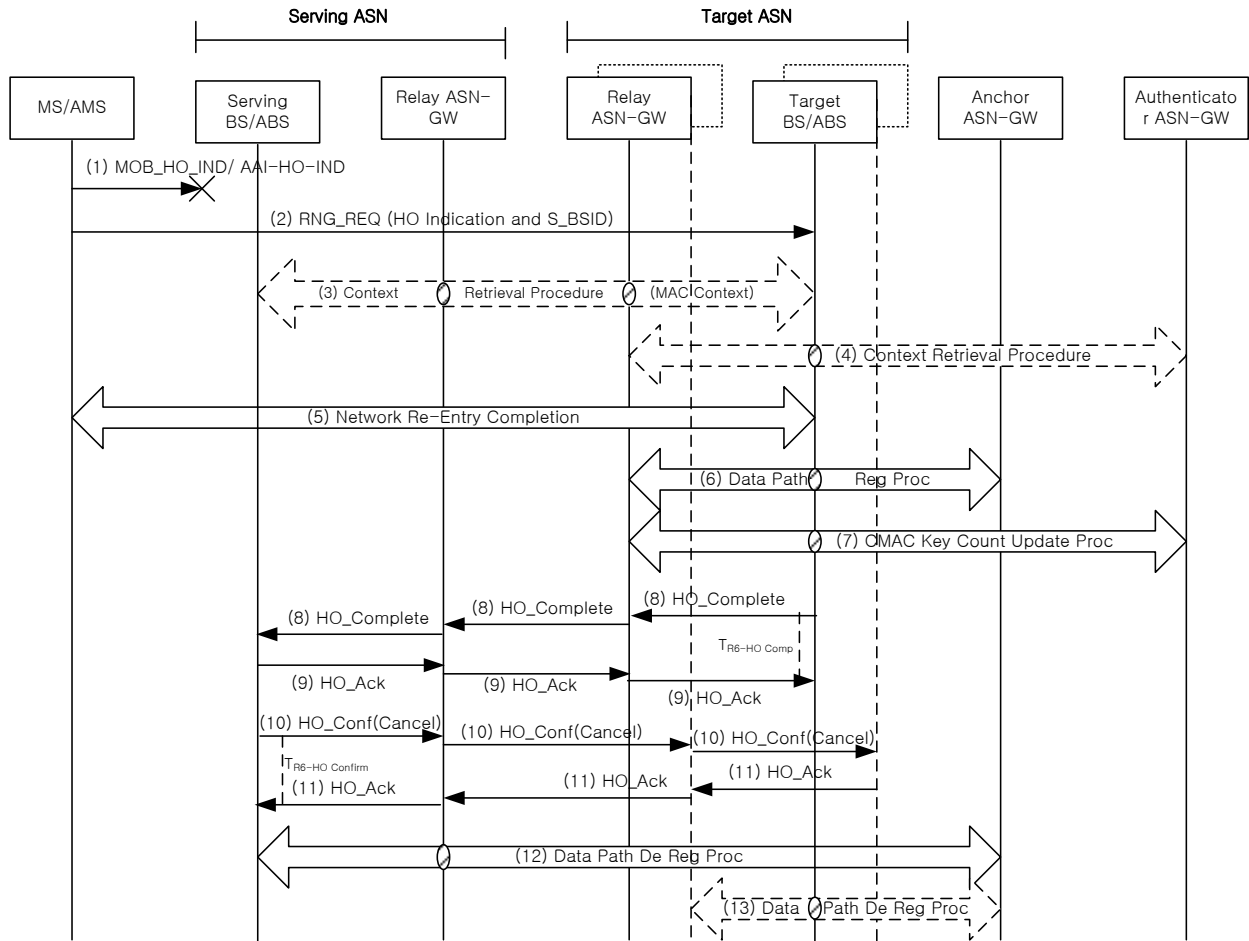 Serving ASN
Target ASN
MS/AMS
Serving
BS/ABS
Relay ASN-
GW
Relay
ASN-GW
Target
BS/ABS
Anchor
ASN-GW
Authenticato
r ASN-GW
(1) MOB_HO_IND/ AAI-HO-IND
(2) RNG_REQ (HO Indication and S_BSID)
(3) Context Retrieval Procedure (MAC Context)
(4) Context Retrieval Procedure
(5) Network Re-Entry Completion
(6) Data Path Reg Proc
(7) CMAC Key Count Update Proc
(8) HO_Complete
(8) HO_Complete
(8) HO_Complete
TR6-HO Comp
(9) HO_Ack
(9) HO_Ack
(9) HO_Ack
(10) HO_Conf(Cancel)
(10) HO_Conf(Cancel)
(10) HO_Conf(Cancel)
TR6-HO Confirm
(11) HO_Ack
(11) HO_Ack
(11) HO_Ack
(12) Data Path De Reg Proc
(13) Data Path De Reg Proc